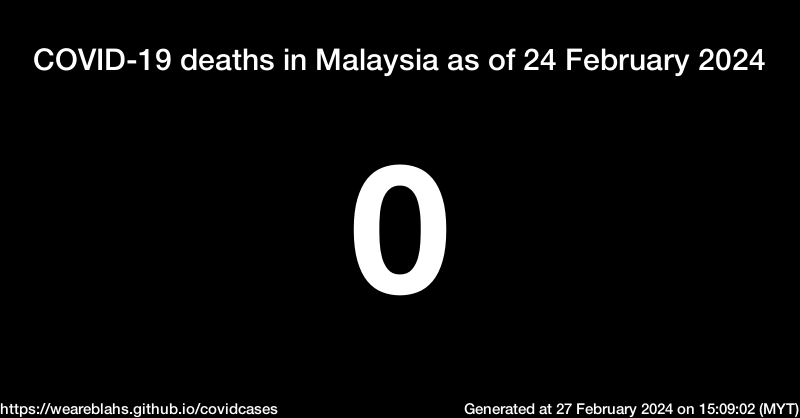 COVID-19 deaths in Malaysia as of 24 February 2024
0
https://weareblahs.github.io/covidcases
Generated at 27 February 2024 on 15:09:02 (MYT)